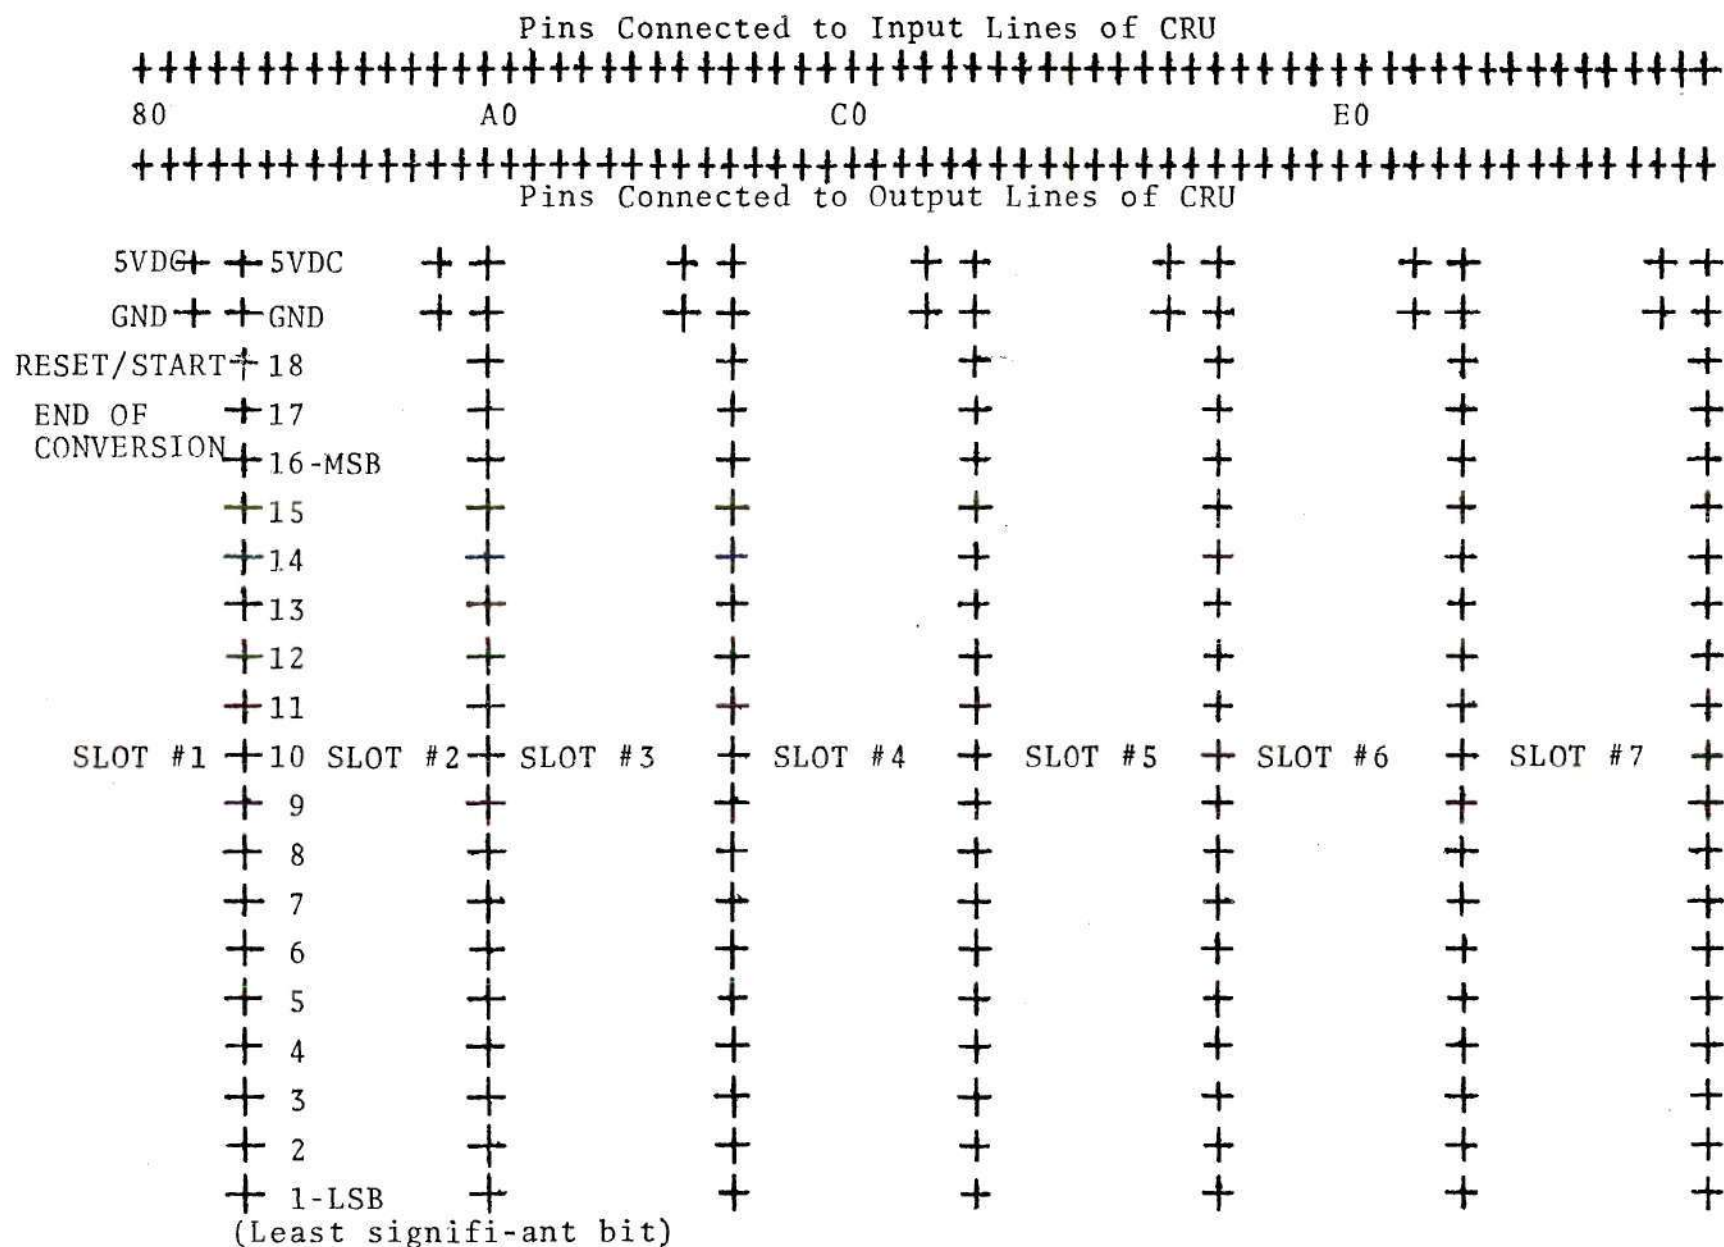 Pins Connected to Input Lines of CRU
80 A0 C0 E0
Pins Connected to Output Lines of CRU
5VDC 5VDC
GND GND
RESET/START 18
END OF 17
CONVERSION
16-MSB
15
14
13
12
11
SLOT #1 10 SLOT #2 SLOT #3 SLOT #4 SLOT #5 SLOT #6 SLOT #7
9
8
7
6
5
4
3
2
1-LSB
(Least signifi-ant bit)